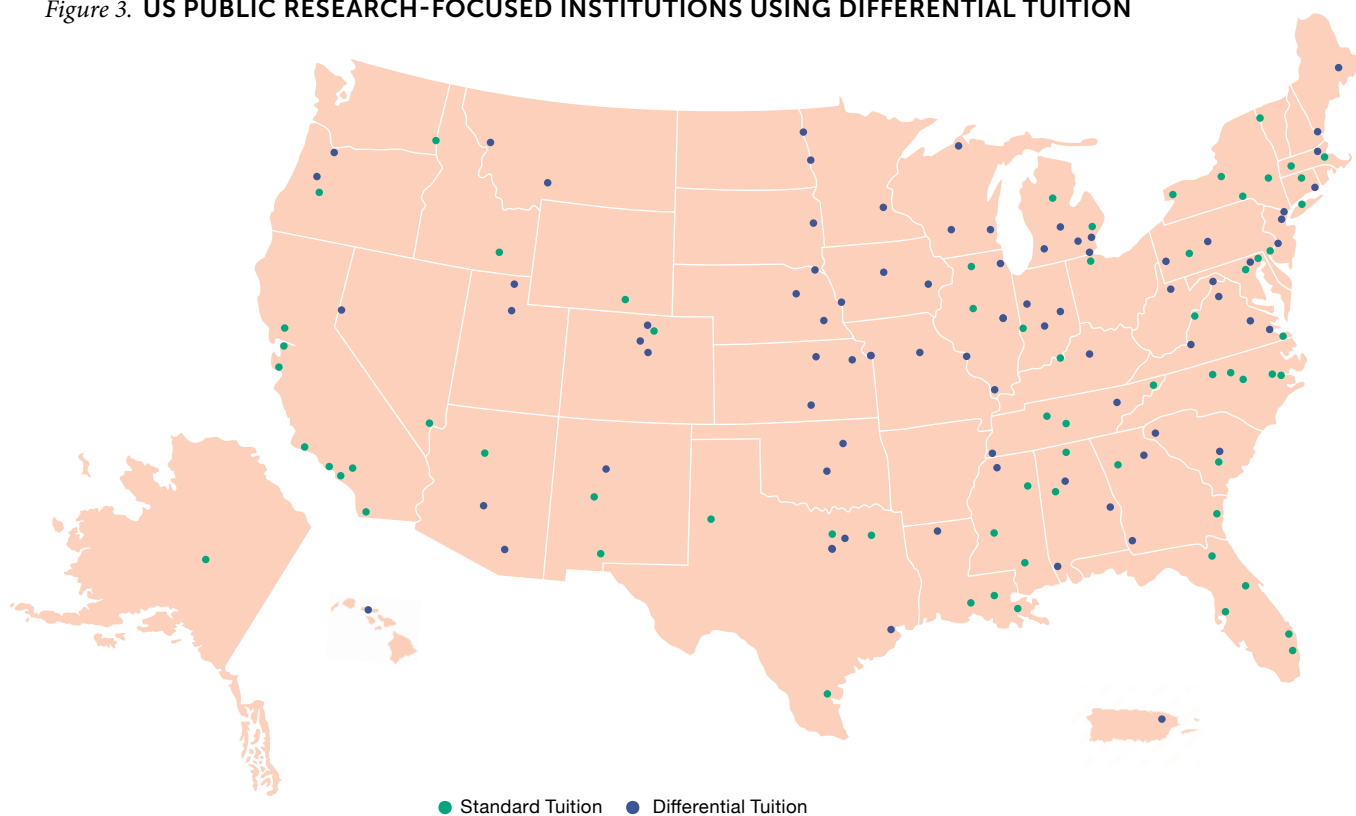 Figure 3. US PUBLIC RESEARCH-FOCUSED INSTITUTIONS USING DIFFERENTIAL TUITION
Standard Tuition Differential Tuition